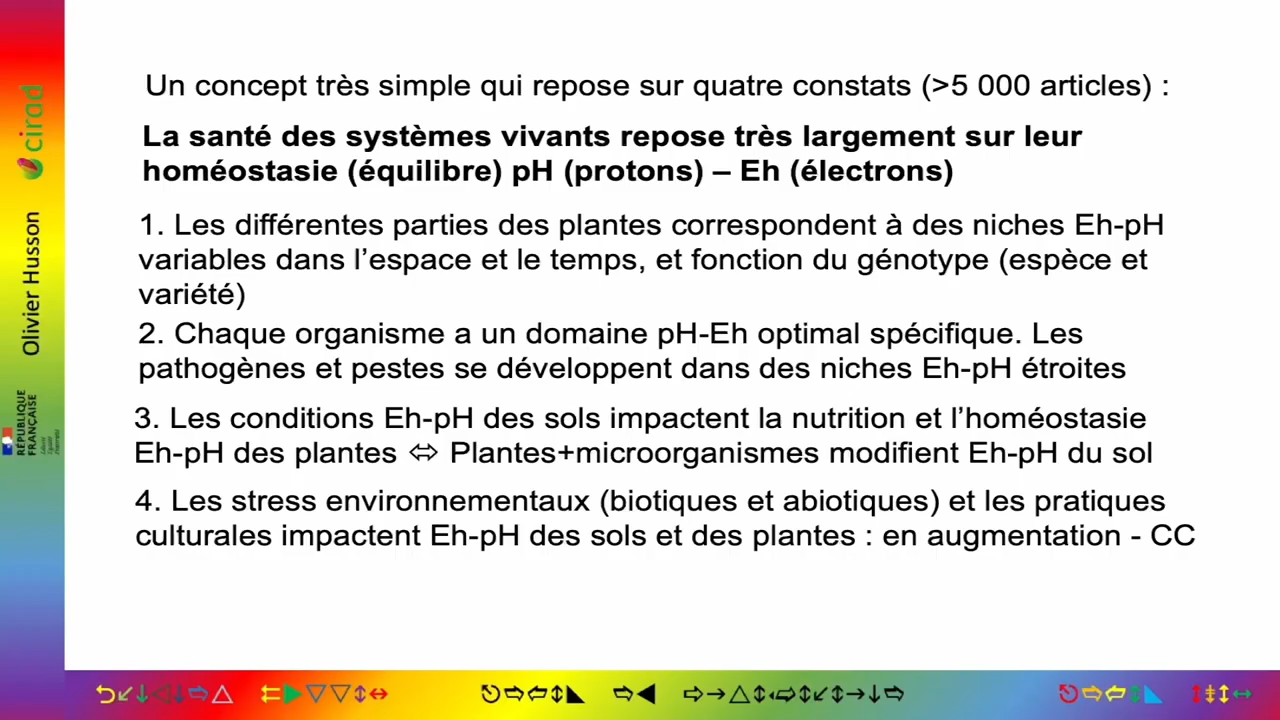 Un concept très simple qui repose sur quatre constats (>5 000 articles) :
La santé des systèmes vivants repose très largement sur leur
homéostasie (équilibre) pH (protons) – Eh (électrons)
1. Les différentes parties des plantes correspondent à des niches Eh-pH
variables dans l’espace et le temps, et fonction du génotype (espèce et
variété)
2. Chaque organisme a un domaine pH-Eh optimal spécifique. Les
pathogènes et pestes se développent dans des niches Eh-pH étroites
3. Les conditions Eh-pH des sols impactent la nutrition et l’homéostasie
Eh-pH des plantes ⬄ Plantes+microorganismes modifient Eh-pH du sol
4. Les stress environnementaux (biotiques et abiotiques) et les pratiques
culturales impactent Eh-pH des sols et des plantes : en augmentation - CC
cirad
Olivier Husson
RÉPUBLIQUE
FRANÇAISE